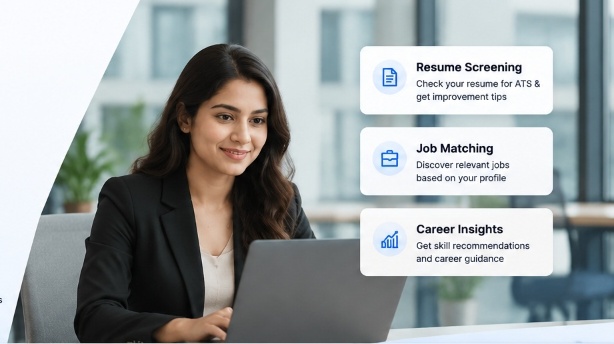 Resume Screening
Check your resume for ATS &
get improvement tips
Job Matching
Discover relevant jobs
based on your profile
Career Insights
Get skill recommendations
and career guidance